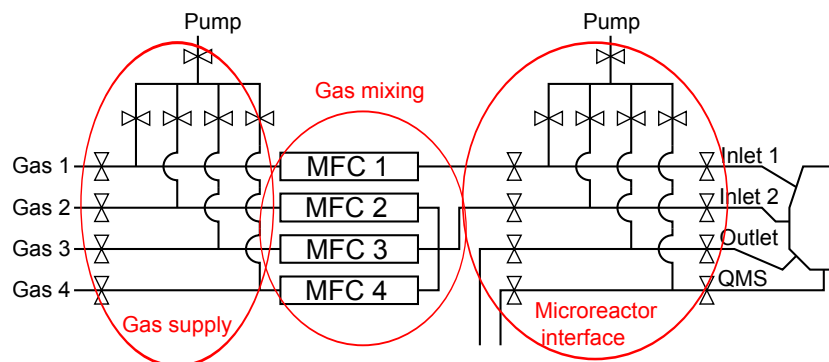 Pump
Pump
Gas mixing
Gas 1
MFC 1
Inlet 1
Gas 2
MFC 2
Inlet 2
Gas 3
MFC 3
Outlet
Gas 4
MFC 4
QMS
Gas supply
Microreactor
interface